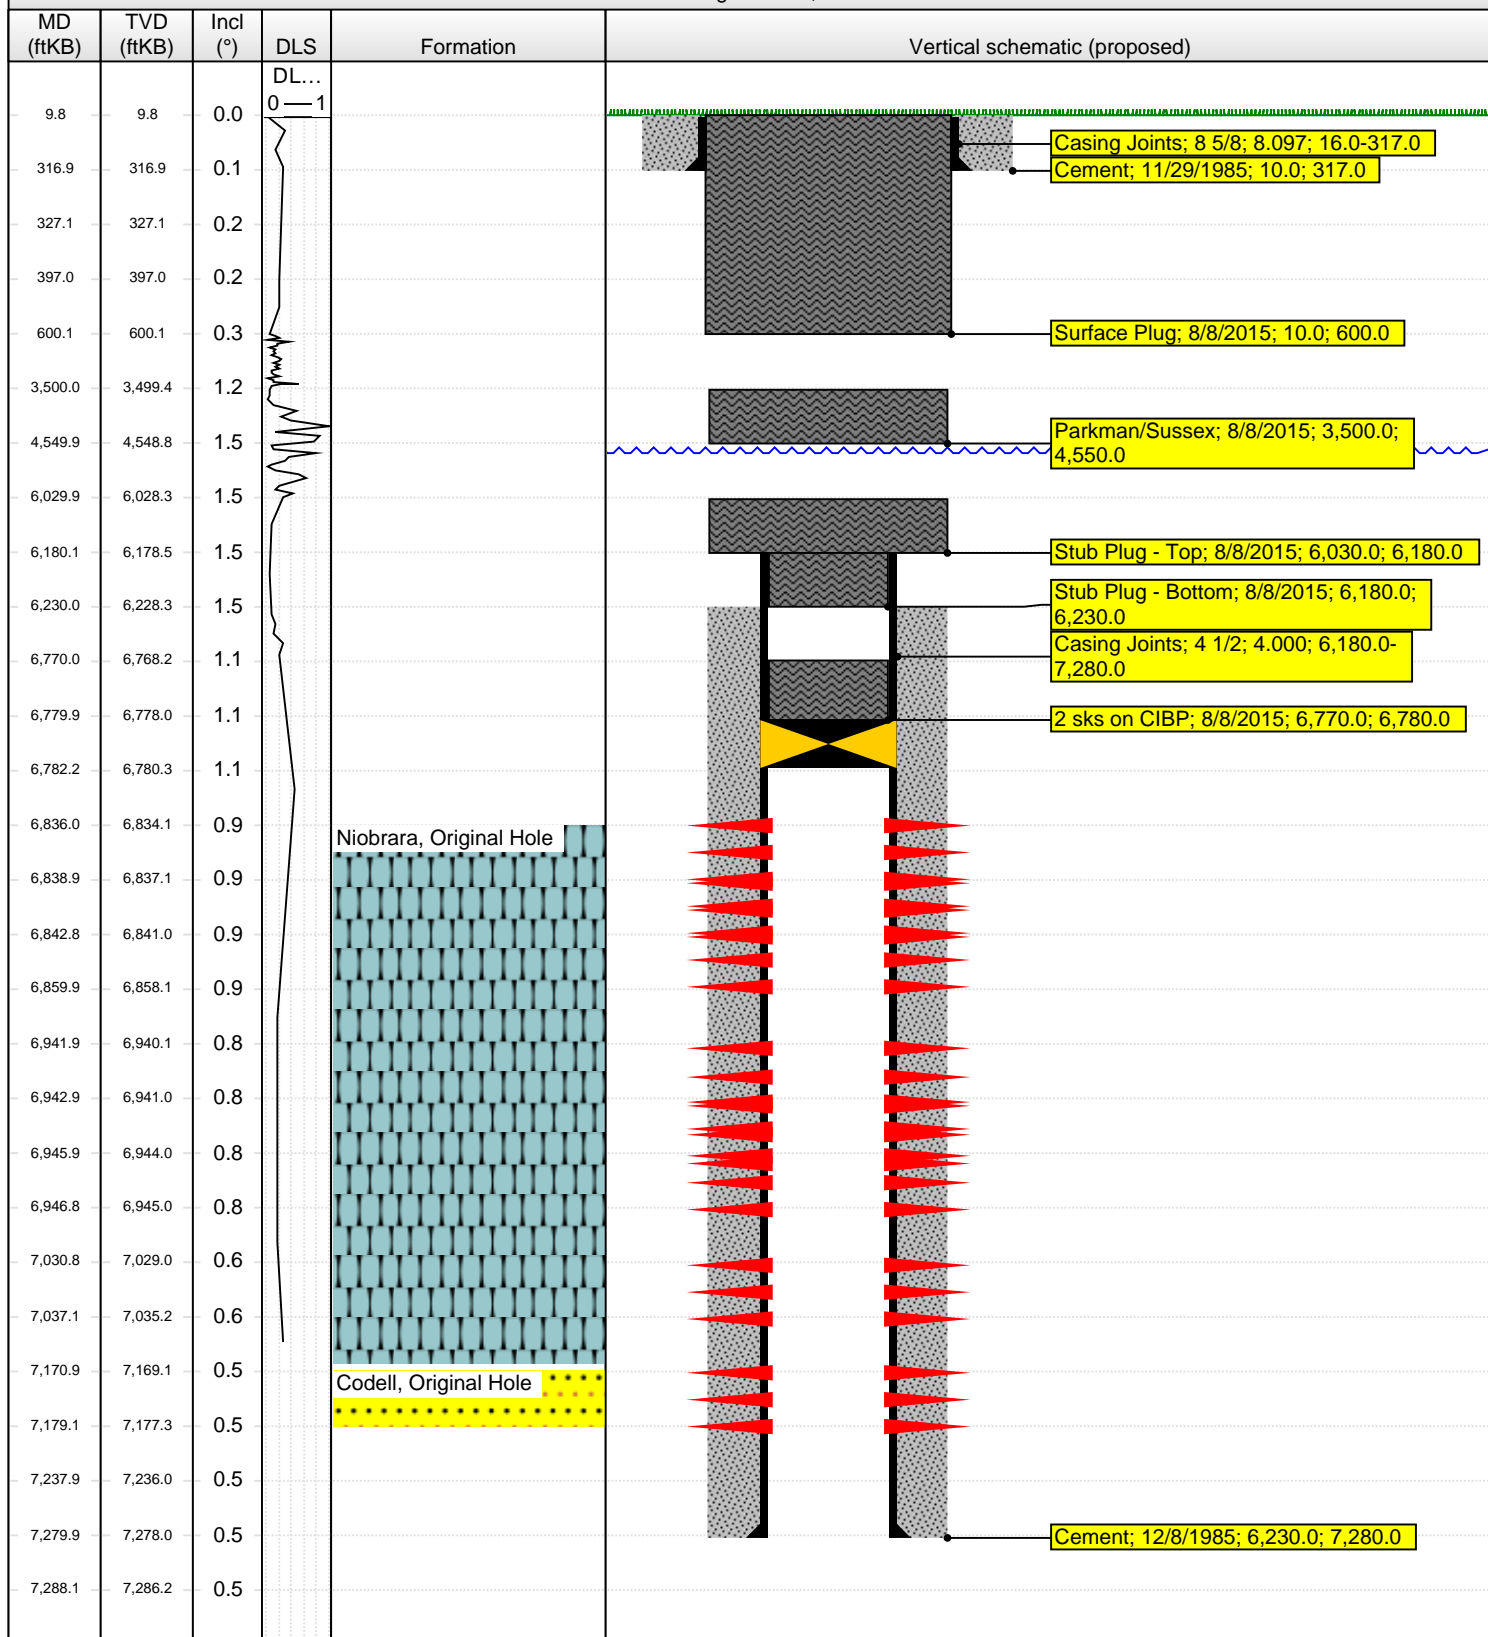 MD (ftKB) TVD (ftKB) Incl (°) DLS Formation Vertical schematic (proposed)
DL...
0 1
9.8 9.8 0.0
Casing Joints; 8 5/8; 8.097; 16.0-317.0
316.9 316.9 0.1
Cement; 11/29/1985; 10.0; 317.0
327.1 327.1 0.2
397.0 397.0 0.2
600.1 600.1 0.3
Surface Plug; 8/8/2015; 10.0; 600.0
3,500.0 3,499.4 1.2
4,549.9 4,548.8 1.5
Parkman/Sussex; 8/8/2015; 3,500.0;
4,550.0
6,029.9 6,028.3 1.5
6,180.1 6,178.5 1.5
Stub Plug - Top; 8/8/2015; 6,030.0; 6,180.0
6,230.0 6,228.3 1.5
Stub Plug - Bottom; 8/8/2015; 6,180.0;
6,230.0
Casing Joints; 4 1/2; 4.000; 6,180.0-
7,280.0
6,770.0 6,768.2 1.1
6,779.9 6,778.0 1.1
2 sks on CIBP; 8/8/2015; 6,770.0; 6,780.0
6,782.2 6,780.3 1.1
6,836.0 6,834.1 0.9
Niobrara, Original Hole
6,838.9 6,837.1 0.9
6,842.8 6,841.0 0.9
6,859.9 6,858.1 0.9
6,941.9 6,940.1 0.8
6,942.9 6,941.0 0.8
6,945.9 6,944.0 0.8
6,946.8 6,945.0 0.8
7,030.8 7,029.0 0.6
7,037.1 7,035.2 0.6
7,170.9 7,169.1 0.5
Codell, Original Hole
7,179.1 7,177.3 0.5
7,237.9 7,236.0 0.5
7,279.9 7,278.0 0.5
Cement; 12/8/1985; 6,230.0; 7,280.0
7,288.1 7,286.2 0.5